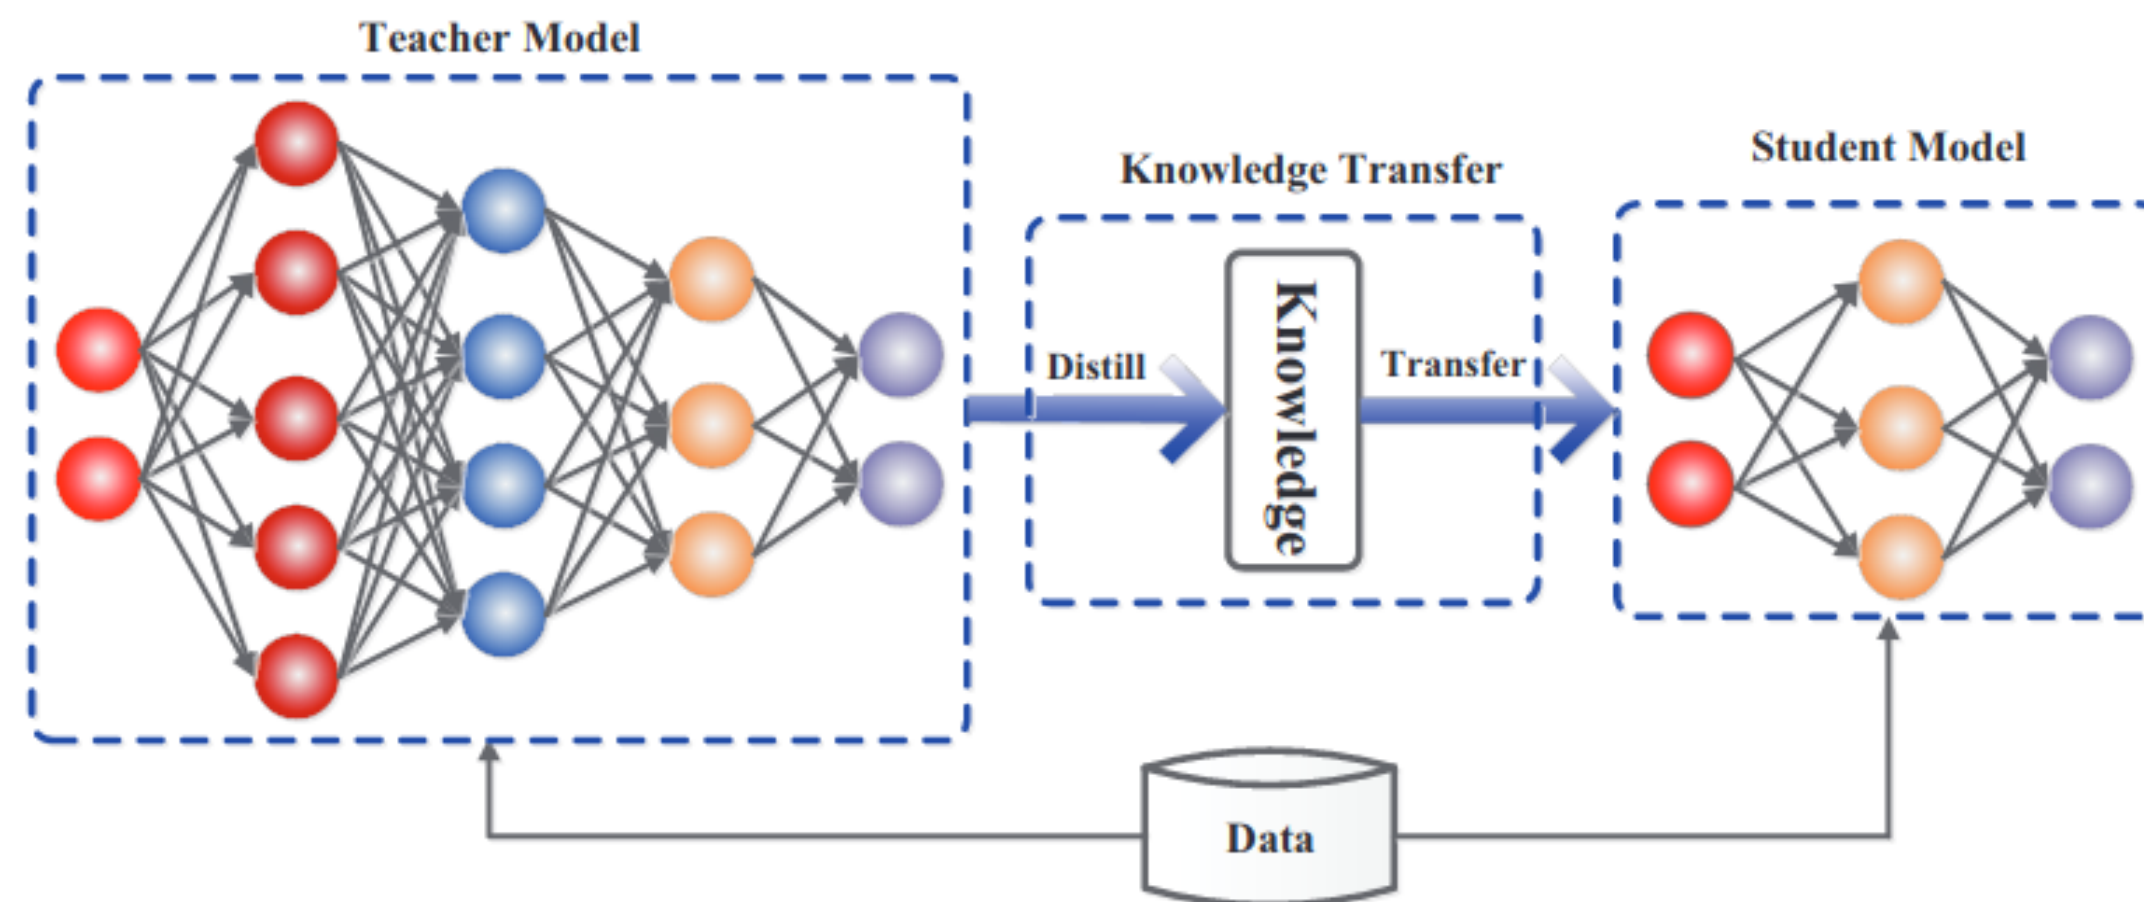 Teacher Model
Knowledge Transfer
Student Model
Distill
Knowledge
Transfer
Data